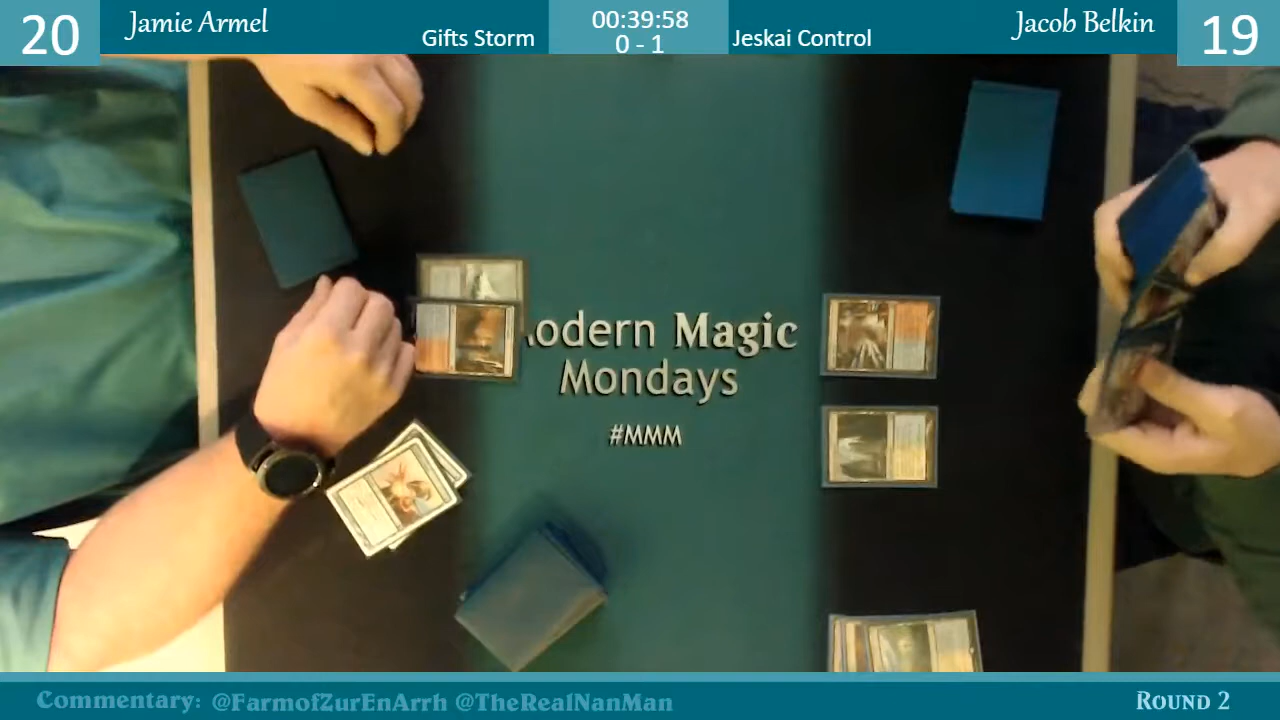 20
Jamie Armel
Gifts Storm
00:39:58
0 - 1
Jacob Belkin
Jeskai Control
19
Modern Magic
Mondays
#MMM
Commentary: @FarmofZurEnArrh @TheRealNanMan
Round 2